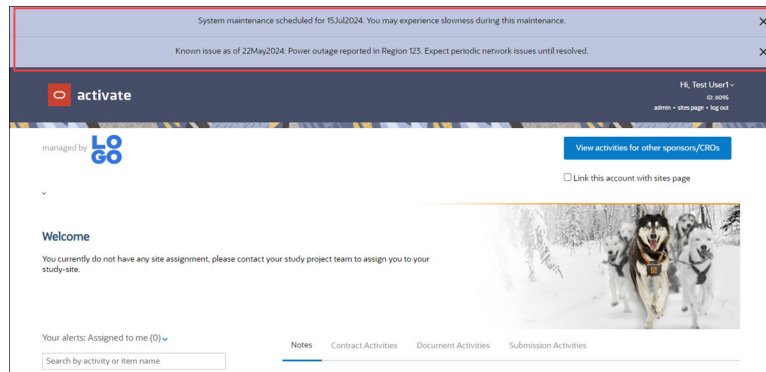 System maintenance scheduled for 15Jul2024. You may experience slowness during this maintenance.
Known issue as of 22May2024: Power outage reported in Region 123. Expect periodic network issues until resolved.
activate
Hi, Test User1
ID: 6095
admin • sites page • log out
managed by LOGO
View activities for other sponsors/CROs
Link this account with sites page
Welcome
You currently do not have any site assignment, please contact your study project team to assign you to your
study-site.
Your alerts: Assigned to me (0)
Notes Contract Activities Document Activities Submission Activities
Search by activity or item name